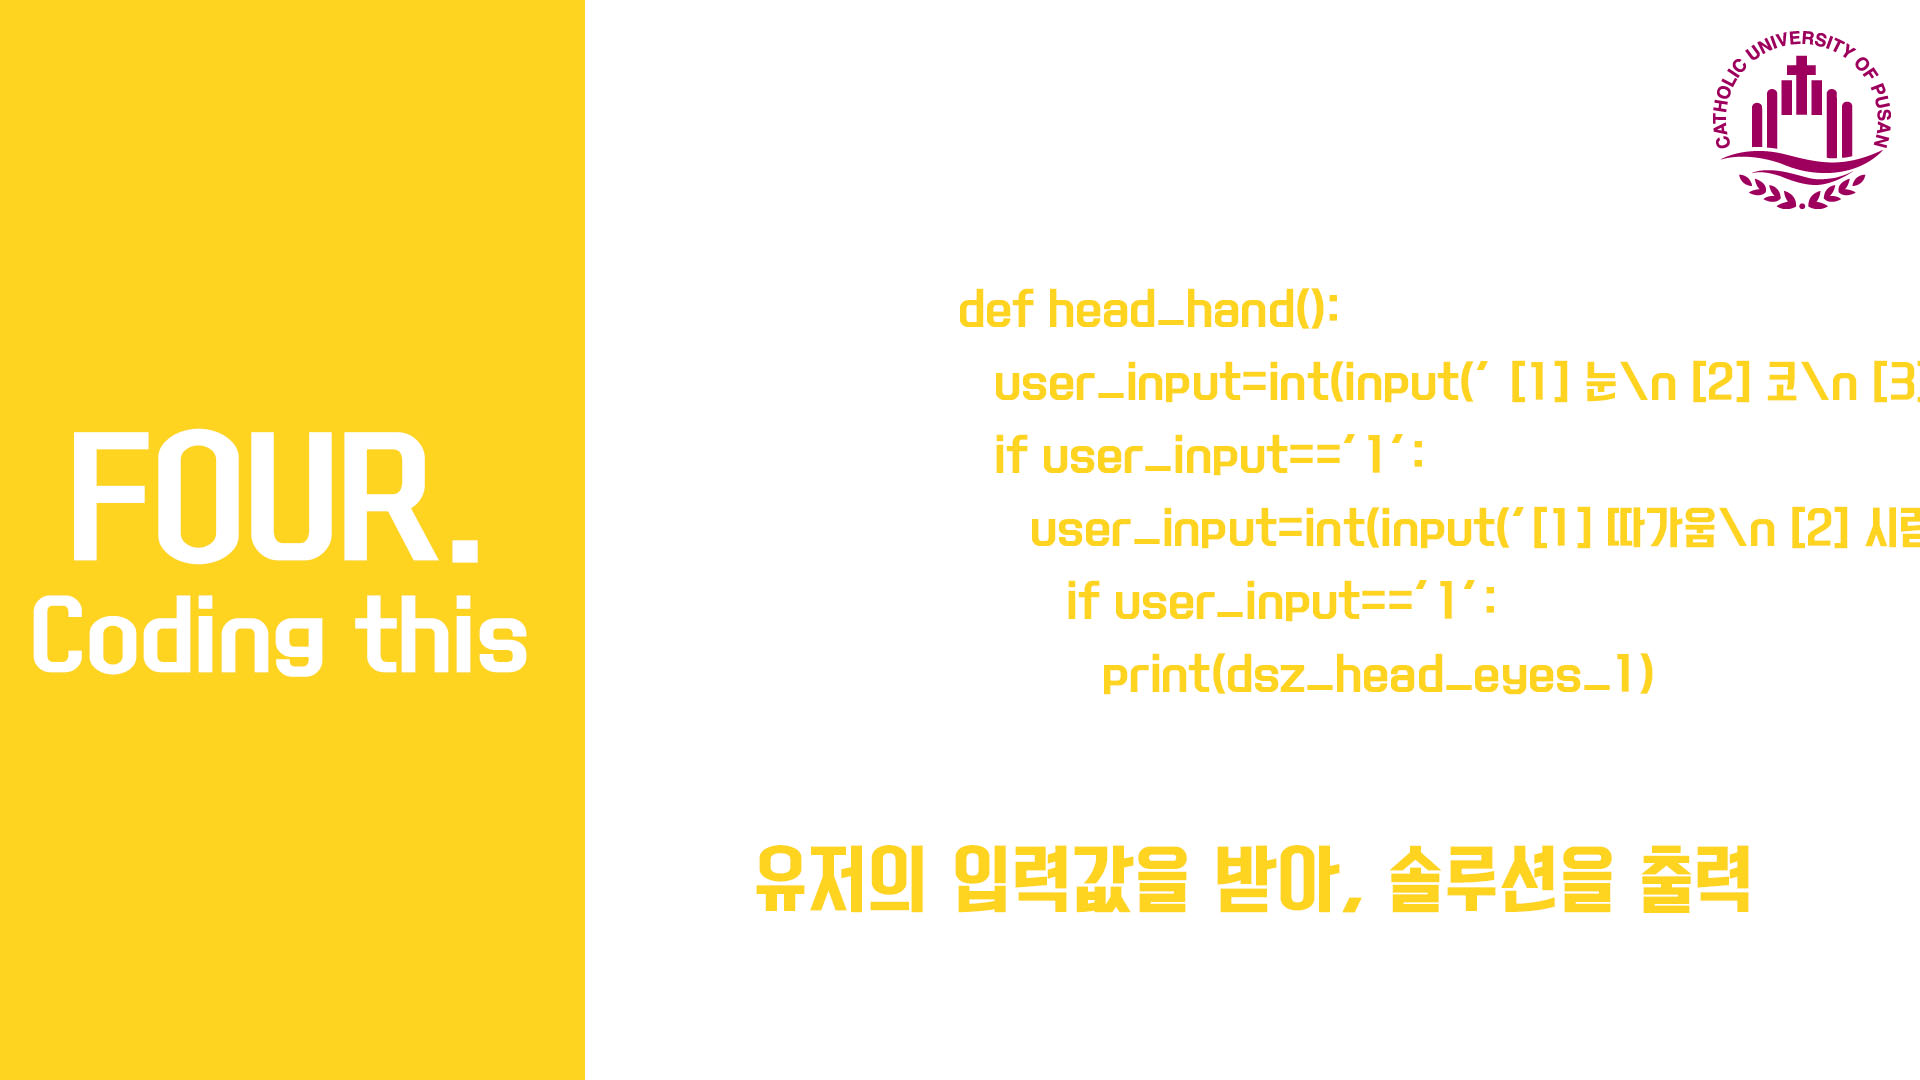 FOUR.
Coding this
CATHOLIC UNIVERSITY OF PUSAN
def head_hand():
user_input=int(input(' [1] 눈\n [2] 코\n [3]
if user_input=='1':
user_input=int(input('[1] 따가움\n [2] 시림
if user_input=='1':
print(dsz_head_eyes_1)
유저의 입력값을 받아, 솔루션을 출력